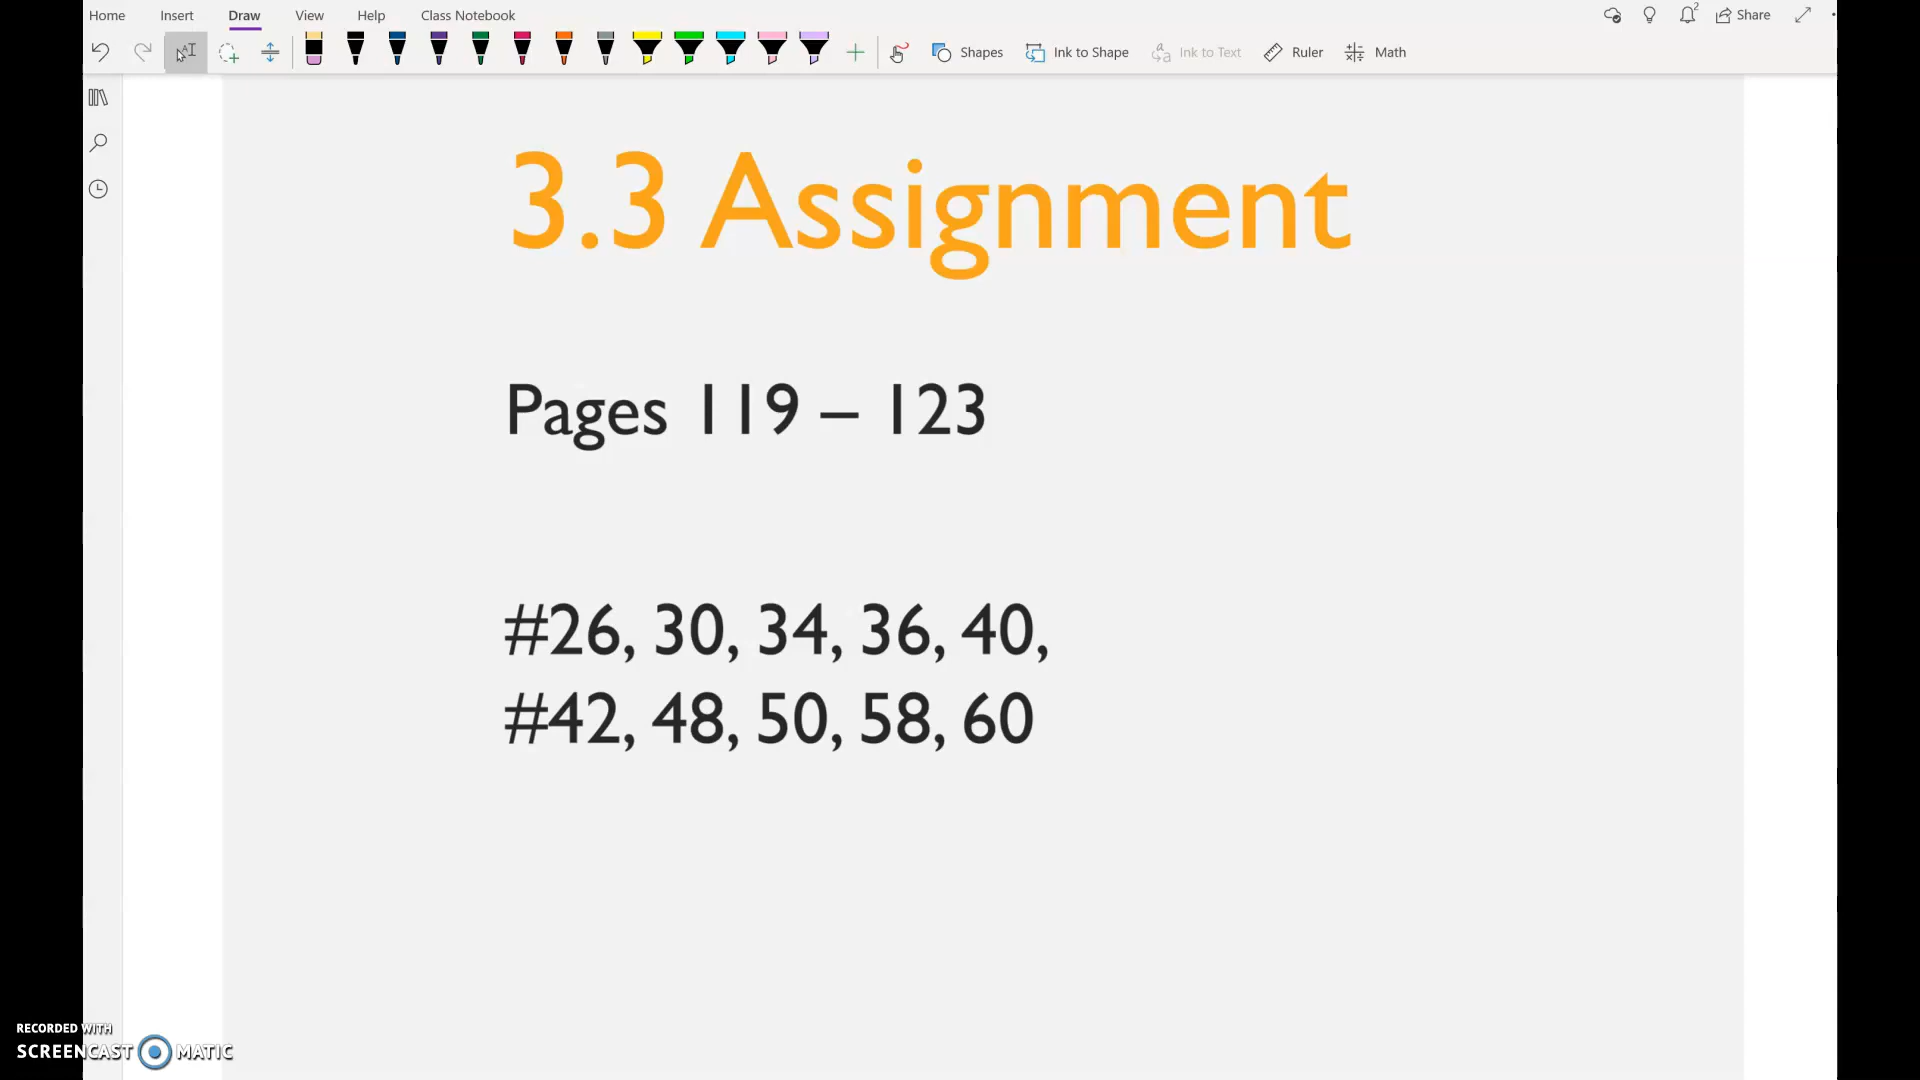 Home Insert Draw View Help Class Notebook 2 Share
Shapes Ink to Shape Ink to Text Ruler Math
3.3 Assignment
Pages 119 – 123
#26, 30, 34, 36, 40,
#42, 48, 50, 58, 60
RECORDED WITH
SCREENCAST MATIC